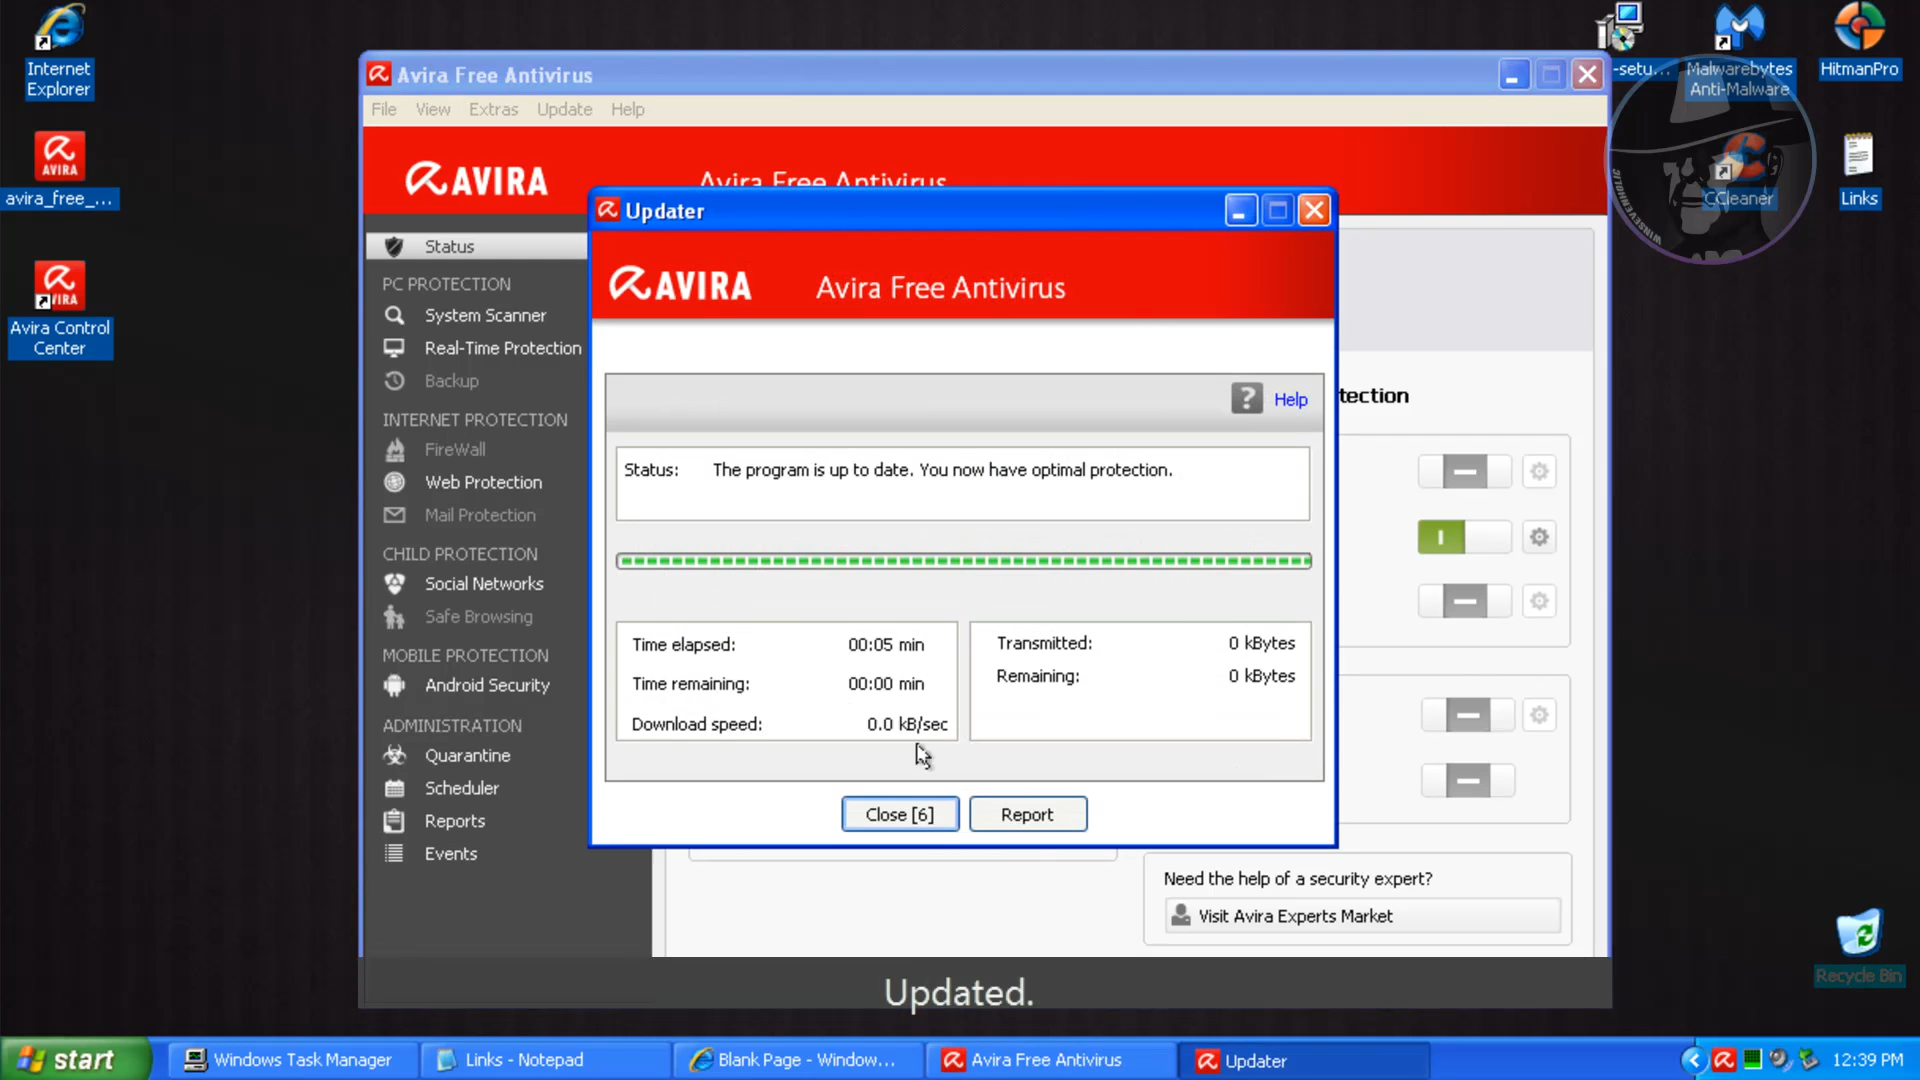 Internet
Explorer
AVIRA
avira_free_...
Avira Control
Center
-setu...
Malwarebytes
Anti-Malware
HitmanPro
CCleaner
Links
WINSEVENHOLIC
Recycle Bin
Avira Free Antivirus
File View Extras Update Help
AVIRA
Avira Free Antivirus
Status
PC PROTECTION
System Scanner
Real-Time Protection
Backup
INTERNET PROTECTION
FireWall
Web Protection
Mail Protection
CHILD PROTECTION
Social Networks
Safe Browsing
MOBILE PROTECTION
Android Security
ADMINISTRATION
Quarantine
Scheduler
Reports
Events
tection
Need the help of a security expert?
Visit Avira Experts Market
Updater
AVIRA Avira Free Antivirus
? Help
Status: The program is up to date. You now have optimal protection.
Time elapsed: 00:05 min
Time remaining: 00:00 min
Download speed: 0.0 kB/sec
Transmitted: 0 kBytes
Remaining: 0 kBytes
Close [6] Report
Updated.
start Windows Task Manager Links - Notepad Blank Page - Window... Avira Free Antivirus Updater 12:39 PM